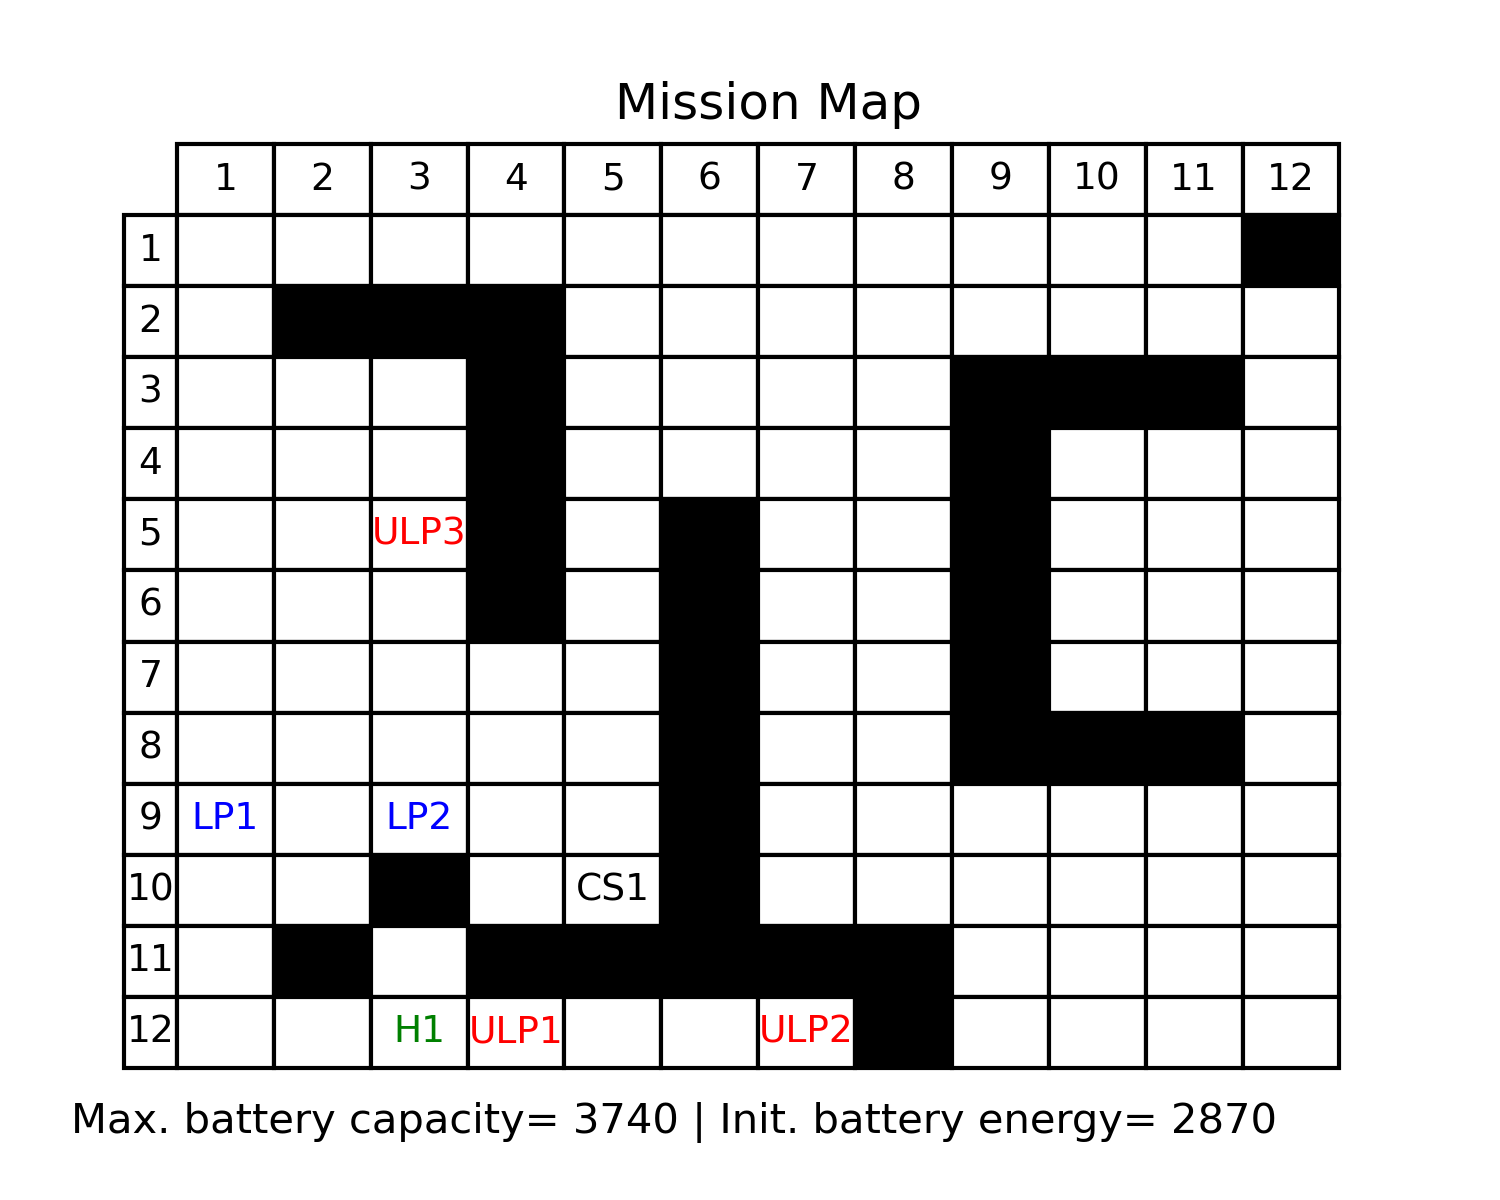 Mission Map
1 2 3 4 5 6 7 8 9 10 11 12
1
2
3
4
5 ULP3
6
7
8
9 LP1 LP2
10 CS1
11
12 H1 ULP1 ULP2
Max. battery capacity= 3740 | Init. battery energy= 2870